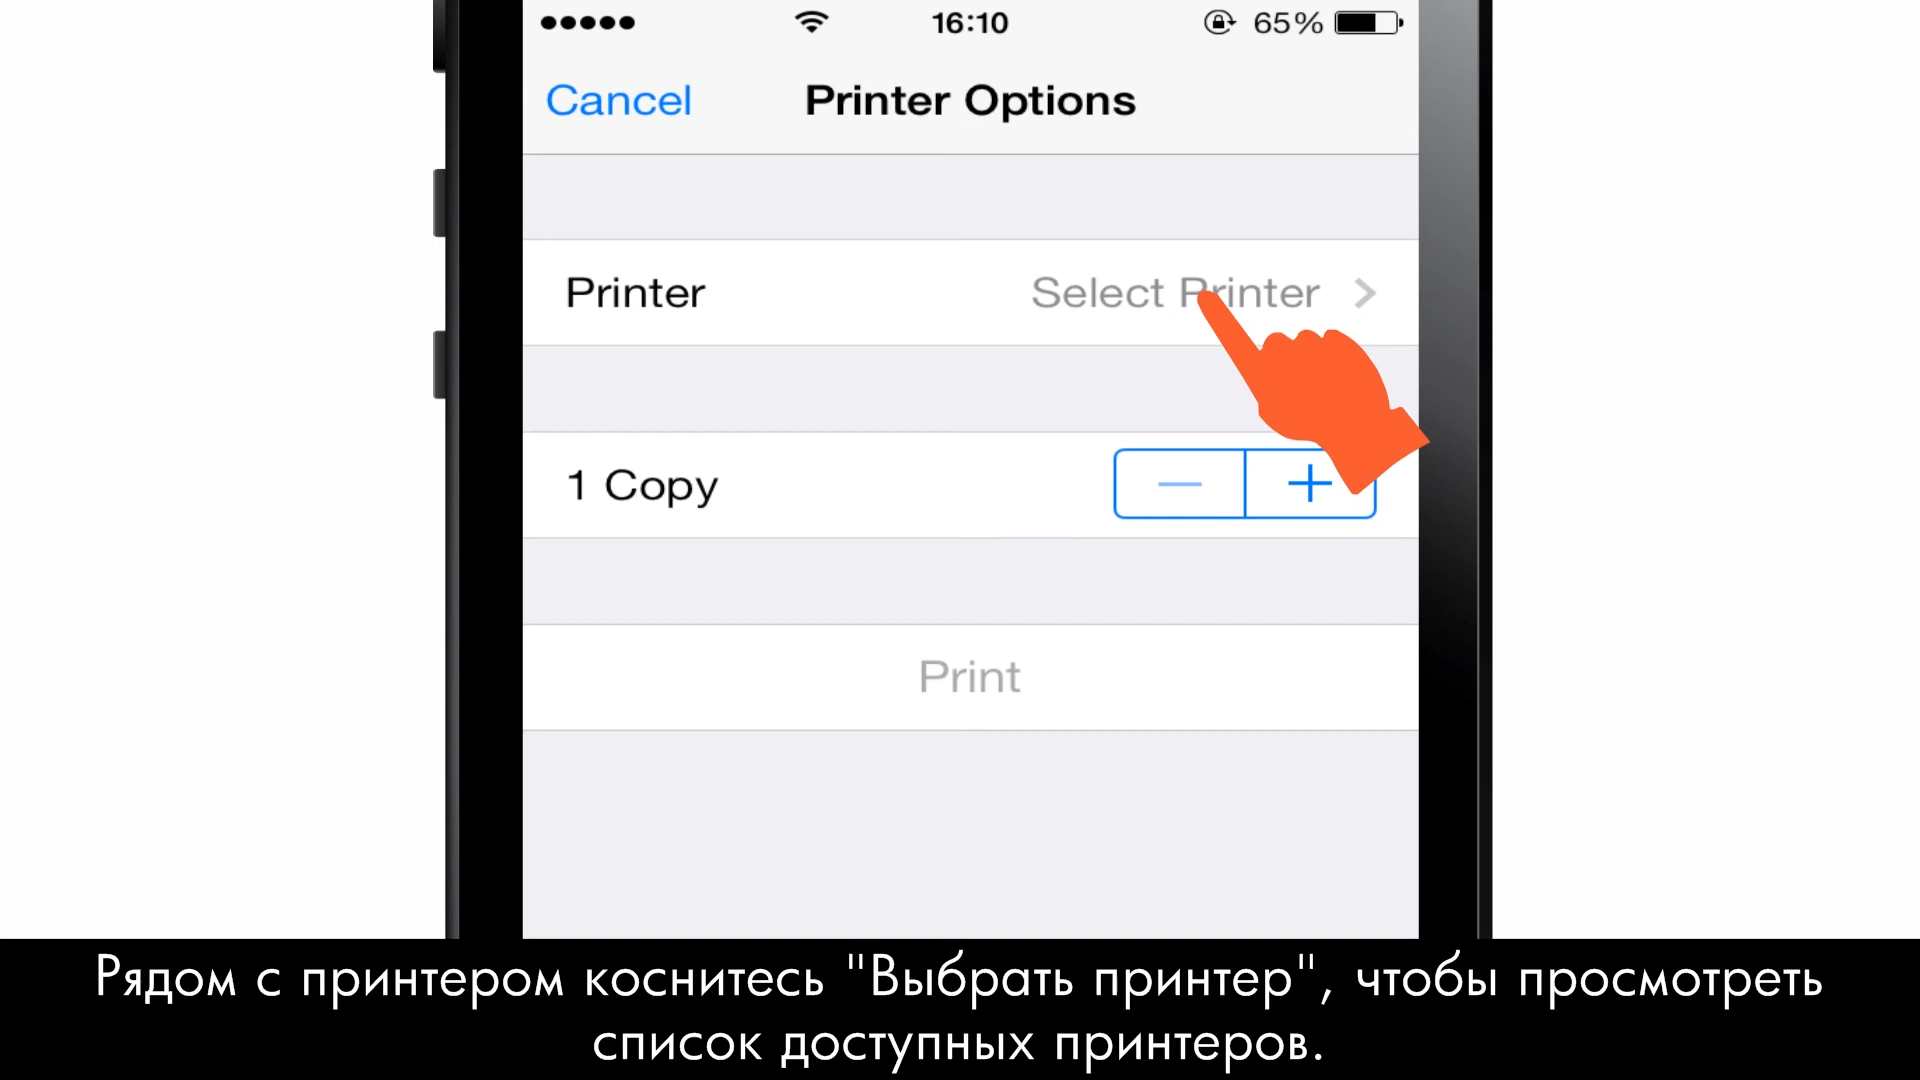 16:10 65%
Cancel Printer Options
Printer Select Printer
1 Copy
Print
Рядом с принтером коснитесь "Выбрать принтер", чтобы просмотреть
список доступных принтеров.